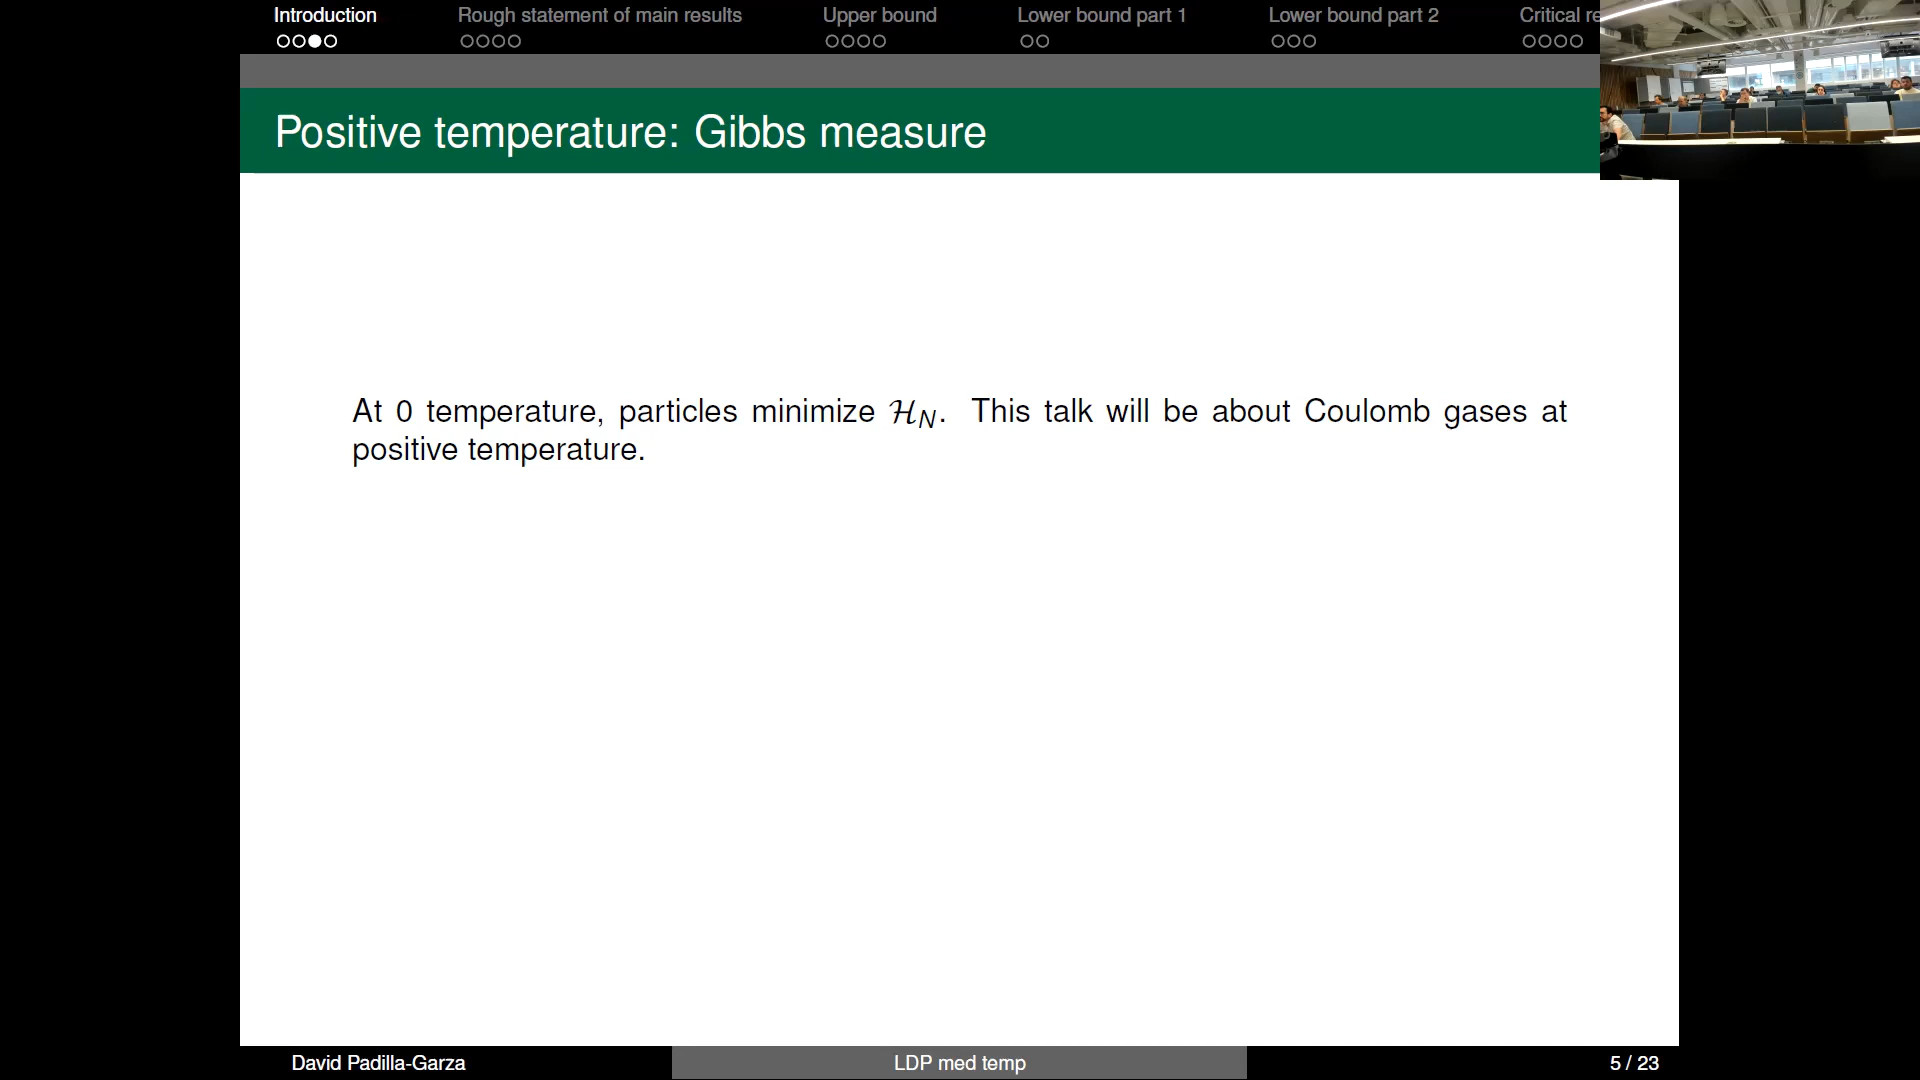 Introduction
Rough statement of main results
Upper bound
Lower bound part 1
Lower bound part 2
Critical re
Positive temperature: Gibbs measure
At 0 temperature, particles minimize ℋ_N. This talk will be about Coulomb gases at
positive temperature.
David Padilla-Garza
LDP med temp
5 / 23